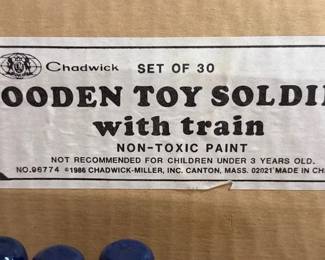 Chadwick SET OF 30
OODEN TOY SOLDI
with train
NON-TOXIC PAINT
NOT RECOMMENDED FOR CHILDREN UNDER 3 YEARS OLD.
NO.96774 ©1986 CHADWICK-MILLER, INC. CANTON, MASS. 02021 MADE IN CH